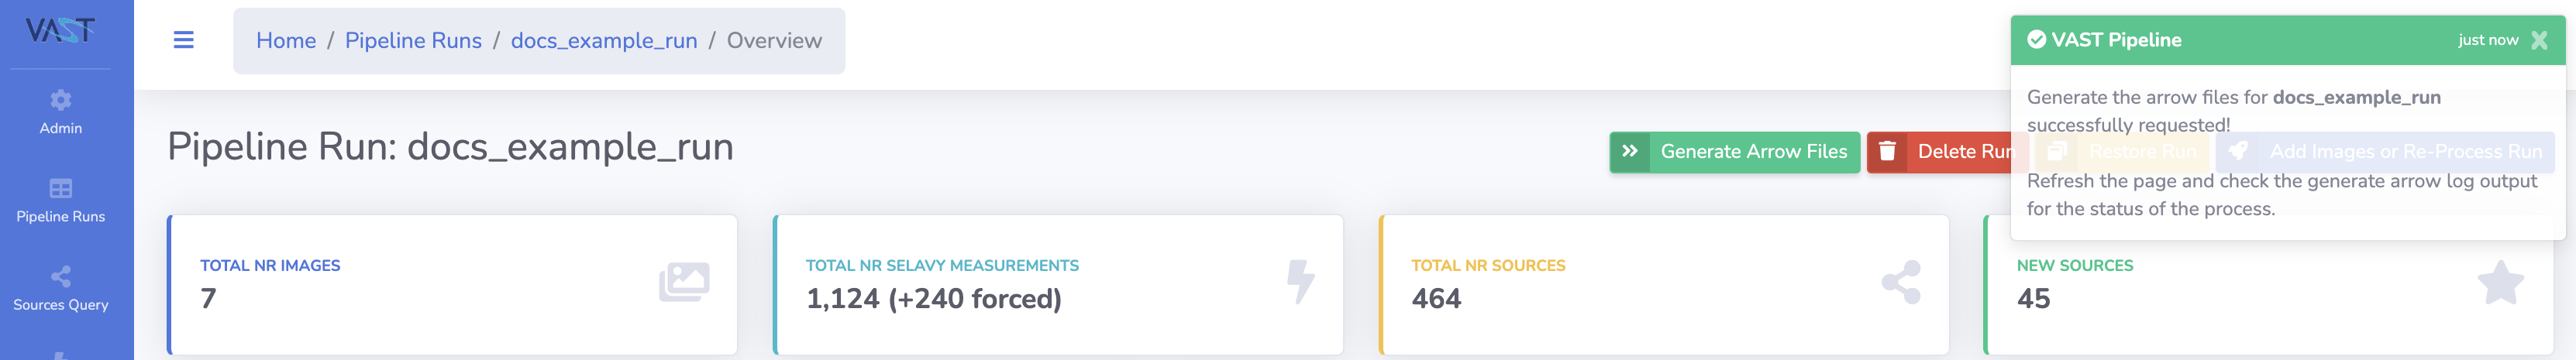 VAST
Admin
Pipeline Runs
Sources Query
Home / Pipeline Runs / docs_example_run / Overview
VAST Pipeline
just now
Generate the arrow files for docs_example_run
successfully requested!
Refresh the page and check the generate arrow log output
for the status of the process.
Pipeline Run: docs_example_run
Generate Arrow Files
Delete Run
Restore Run
Add Images or Re-Process Run
TOTAL NR IMAGES
7
TOTAL NR SELAVY MEASUREMENTS
1,124 (+240 forced)
TOTAL NR SOURCES
464
NEW SOURCES
45